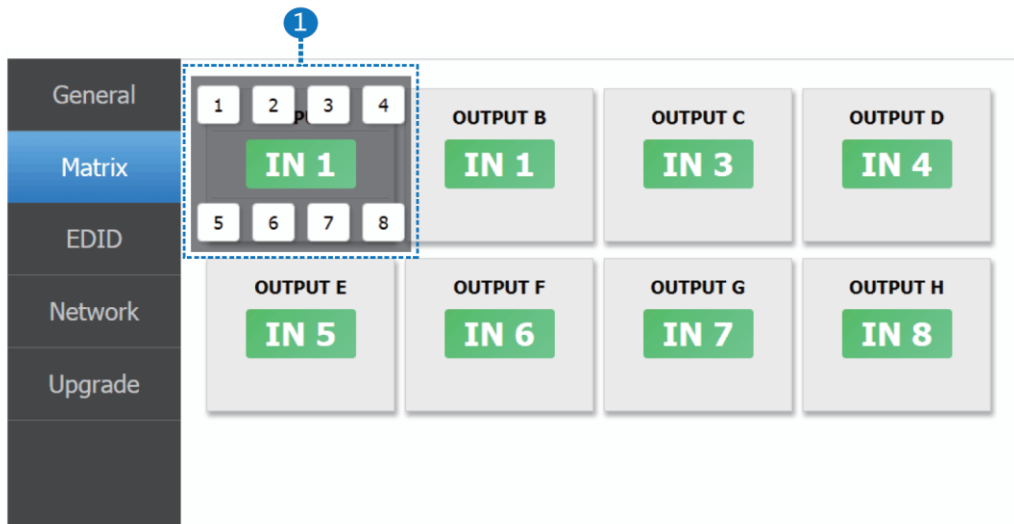 1
General
Matrix
EDID
Network
Upgrade
1 2 3 4
IN 1
5 6 7 8
OUTPUT B
IN 1
OUTPUT C
IN 3
OUTPUT D
IN 4
OUTPUT E
IN 5
OUTPUT F
IN 6
OUTPUT G
IN 7
OUTPUT H
IN 8